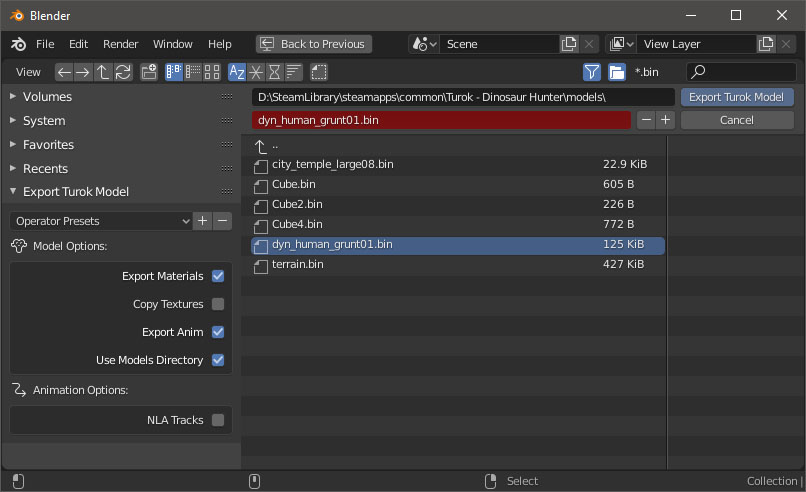 Blender
File Edit Render Window Help Back to Previous Scene View Layer
View AZ *.bin
Volumes
System
Favorites
Recents
Export Turok Model
Operator Presets
Model Options:
Export Materials
Copy Textures
Export Anim
Use Models Directory
Animation Options:
NLA Tracks
D:\SteamLibrary\steamapps\common\Turok - Dinosaur Hunter\models\ Export Turok Model
dyn_human_grunt01.bin Cancel
..
city_temple_large08.bin 22.9 KiB
Cube.bin 605 B
Cube2.bin 226 B
Cube4.bin 772 B
dyn_human_grunt01.bin 125 KiB
terrain.bin 427 KiB
Select Collection |